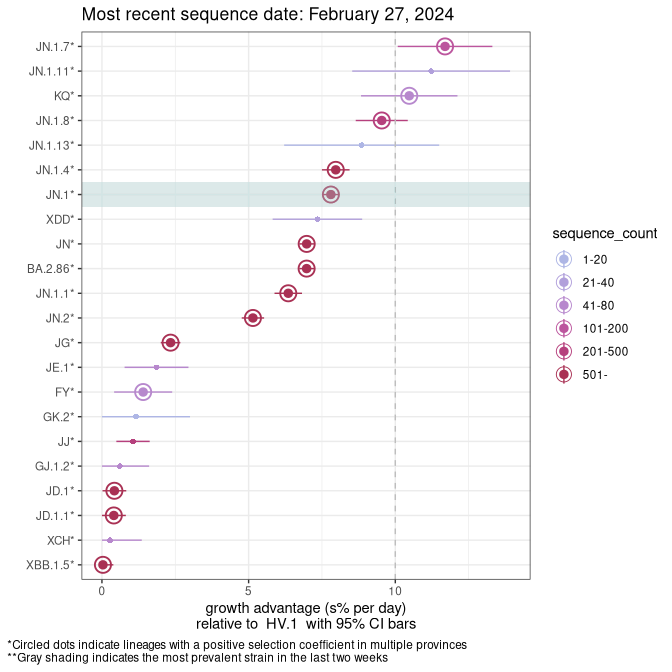 Most recent sequence date: February 27, 2024
JN.1.7*
JN.1.11*
KQ*
JN.1.8*
JN.1.13*
JN.1.4*
JN.1*
XDD*
JN*
BA.2.86*
JN.1.1*
JN.2*
JG*
JE.1*
FY*
GK.2*
JJ*
GJ.1.2*
JD.1*
JD.1.1*
XCH*
XBB.1.5*
0 5 10
growth advantage (s% per day)
relative to HV.1 with 95% CI bars
sequence_count
1-20
21-40
41-80
101-200
201-500
501-
*Circled dots indicate lineages with a positive selection coefficient in multiple provinces
**Gray shading indicates the most prevalent strain in the last two weeks